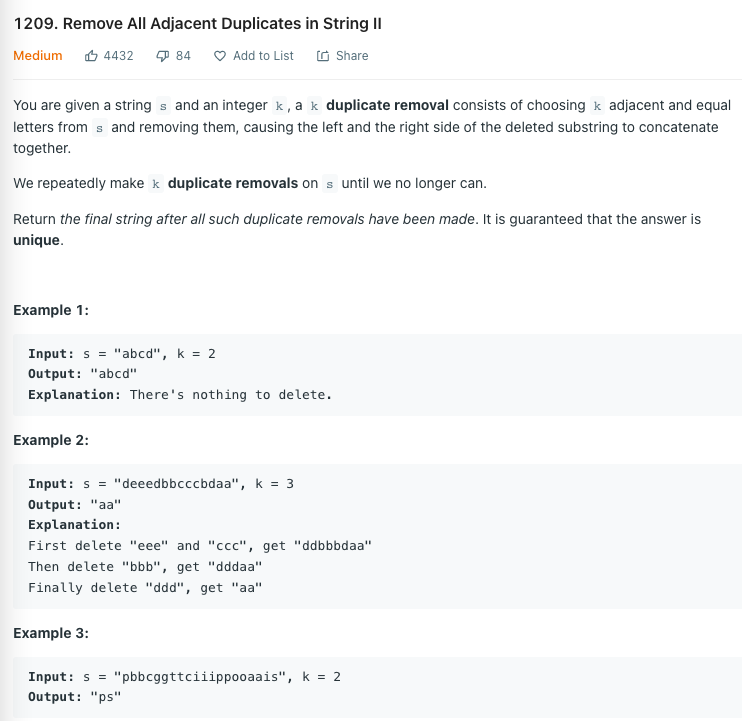 1209. Remove All Adjacent Duplicates in String II
Medium 4432 84 Add to List Share
You are given a string s and an integer k, a k duplicate removal consists of choosing k adjacent and equal
letters from s and removing them, causing the left and the right side of the deleted substring to concatenate
together.
We repeatedly make k duplicate removals on s until we no longer can.
Return the final string after all such duplicate removals have been made. It is guaranteed that the answer is
unique.
Example 1:
Input: s = "abcd", k = 2
Output: "abcd"
Explanation: There's nothing to delete.
Example 2:
Input: s = "deeedbbcccbdaa", k = 3
Output: "aa"
Explanation:
First delete "eee" and "ccc", get "ddbbbdaa"
Then delete "bbb", get "dddaa"
Finally delete "ddd", get "aa"
Example 3:
Input: s = "pbbcggttciiippooaais", k = 2
Output: "ps"